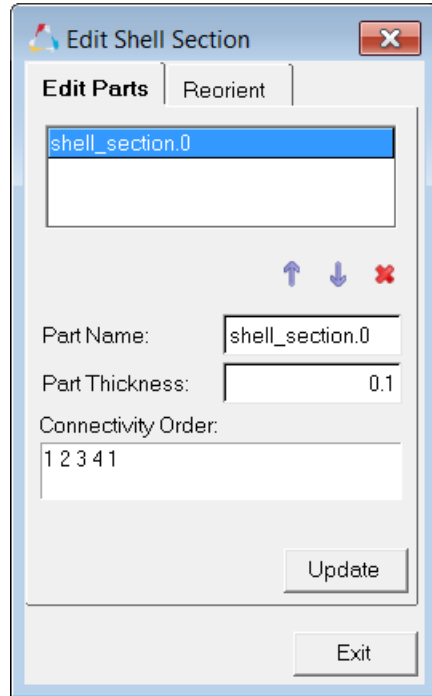 Edit Shell Section
Edit Parts
Reorient
shell_section.0
Part Name: shell_section.0
Part Thickness: 0.1
Connectivity Order:
1 2 3 4 1
Update
Exit